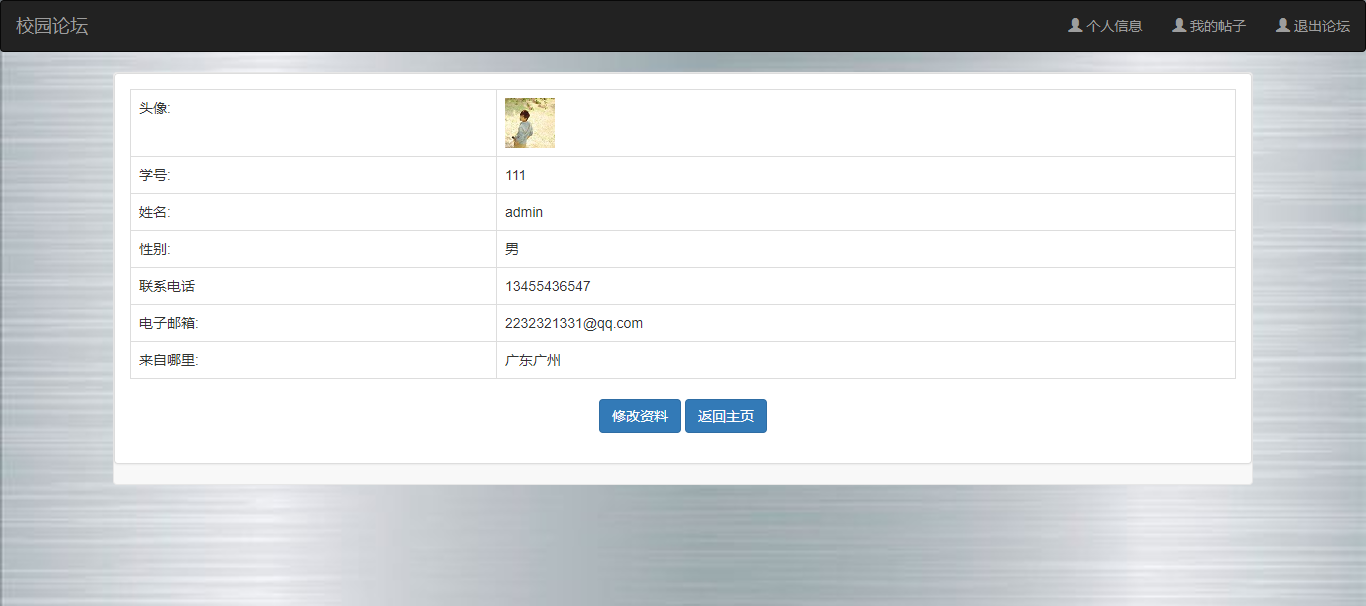 校园论坛
个人信息 我的帖子 退出论坛
头像:
学号: 111
姓名: admin
性别: 男
联系电话 13455436547
电子邮箱: 2232321331@qq.com
来自哪里: 广东广州
修改资料 返回主页